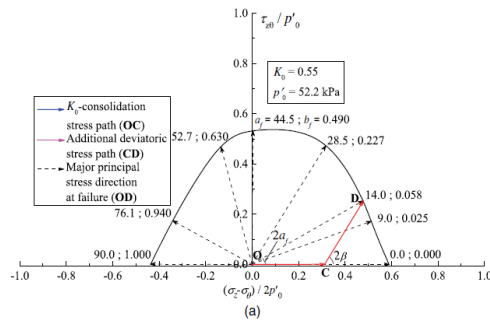 τzθ / p'0
1.0
0.8
0.6
0.4
0.2
0.0
K0 = 0.55
p'0 = 52.2 kPa
K0-consolidation
stress path (OC)
Additional deviatoric
stress path (CD)
Major principal
stress direction
at failure (OD)
af = 44.5 ; bf = 0.490
52.7 ; 0.630
28.5 ; 0.227
76.1 ; 0.940
D
14.0 ; 0.058
9.0 ; 0.025
90.0 ; 1.000
O
2af
2β
0.0 ; 0.000
C
-1.0 -0.8 -0.6 -0.4 -0.2 0.0 0.2 0.4 0.6 0.8 1.0
(σz-σθ) / 2p'0
(a)